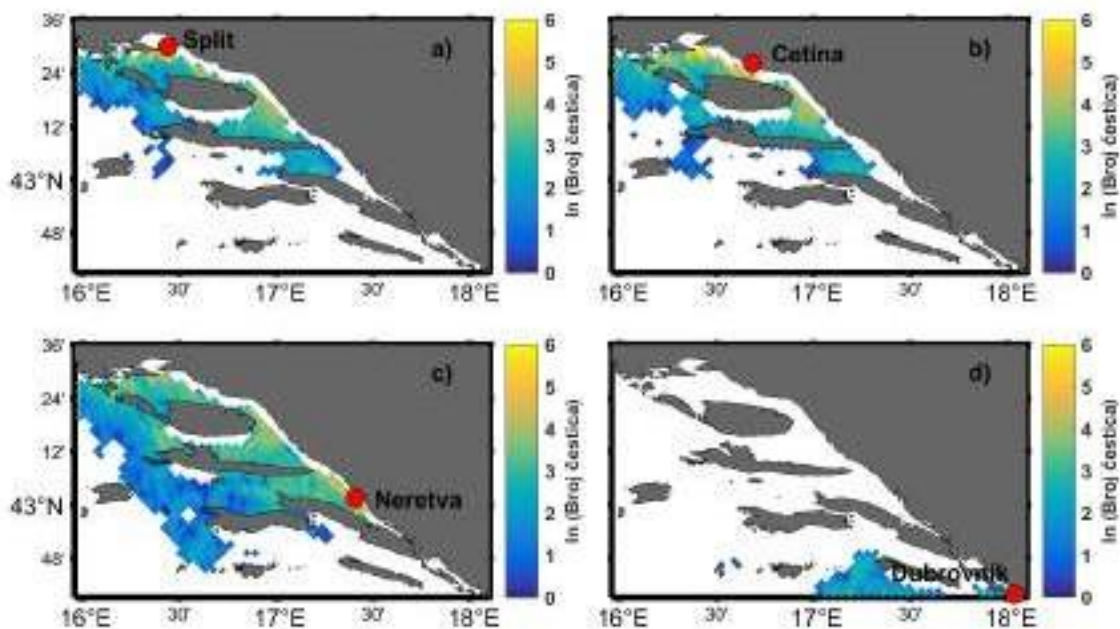 36'
24'
12'
43°N
48'
16°E
30'
17°E
30'
18°E
Split
a)
6
5
4
3
2
1
0
ln (Broj čestica)
16°E
30'
17°E
30'
18°E
Cetina
b)
6
5
4
3
2
1
0
ln (Broj čestica)
36'
24'
12'
43°N
48'
16°E
30'
17°E
30'
18°E
Neretva
c)
6
5
4
3
2
1
0
ln (Broj čestica)
16°E
30'
17°E
30'
18°E
Dubrovnik
d)
6
5
4
3
2
1
0
ln (Broj čestica)